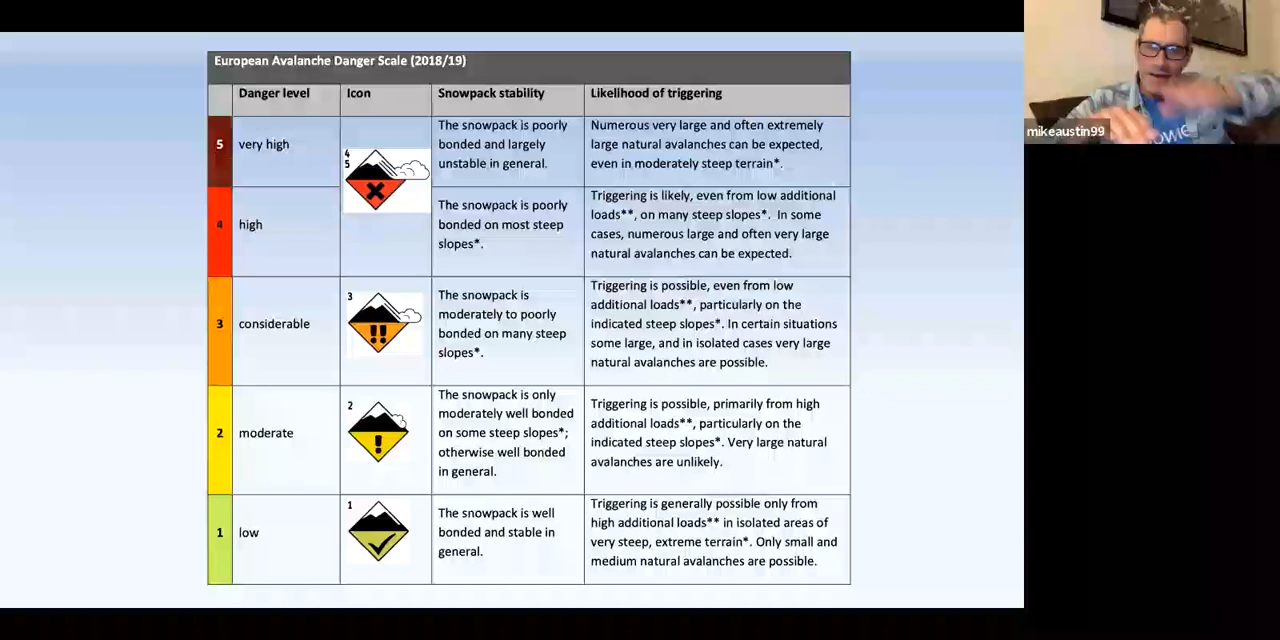 European Avalanche Danger Scale (2018/19)
Danger level Icon Snowpack stability Likelihood of triggering
5
very high
4
5
The snowpack is poorly
bonded and largely
unstable in general.
Numerous very large and often extremely
large natural avalanches can be expected,
even in moderately steep terrain*.
4
high
The snowpack is poorly
bonded on most steep
slopes*.
Triggering is likely, even from low additional
loads**, on many steep slopes*. In some
cases, numerous large and often very large
natural avalanches can be expected.
3
considerable
3
!!
The snowpack is
moderately to poorly
bonded on many steep
slopes*.
Triggering is possible, even from low
additional loads**, particularly on the
indicated steep slopes*. In certain situations
some large, and in isolated cases very large
natural avalanches are possible.
2
moderate
2
!
The snowpack is only
moderately well bonded
on some steep slopes*;
otherwise well bonded
in general.
Triggering is possible, primarily from high
additional loads**, particularly on the
indicated steep slopes*. Very large natural
avalanches are unlikely.
1
low
1
The snowpack is well
bonded and stable in
general.
Triggering is generally possible only from
high additional loads** in isolated areas of
very steep, extreme terrain*. Only small and
medium natural avalanches are possible.
mikeaustin99